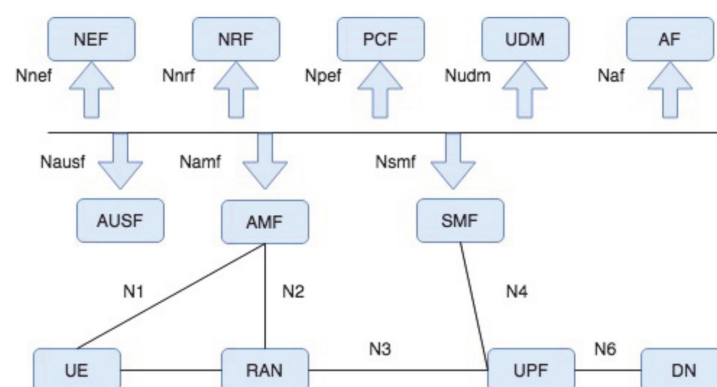 NEF NRF PCF UDM AF
Nnef Nnrf Npef Nudm Naf
Nausf Namf Nsmf
AUSF AMF SMF
N1 N2 N4
N3 N6
UE RAN UPF DN